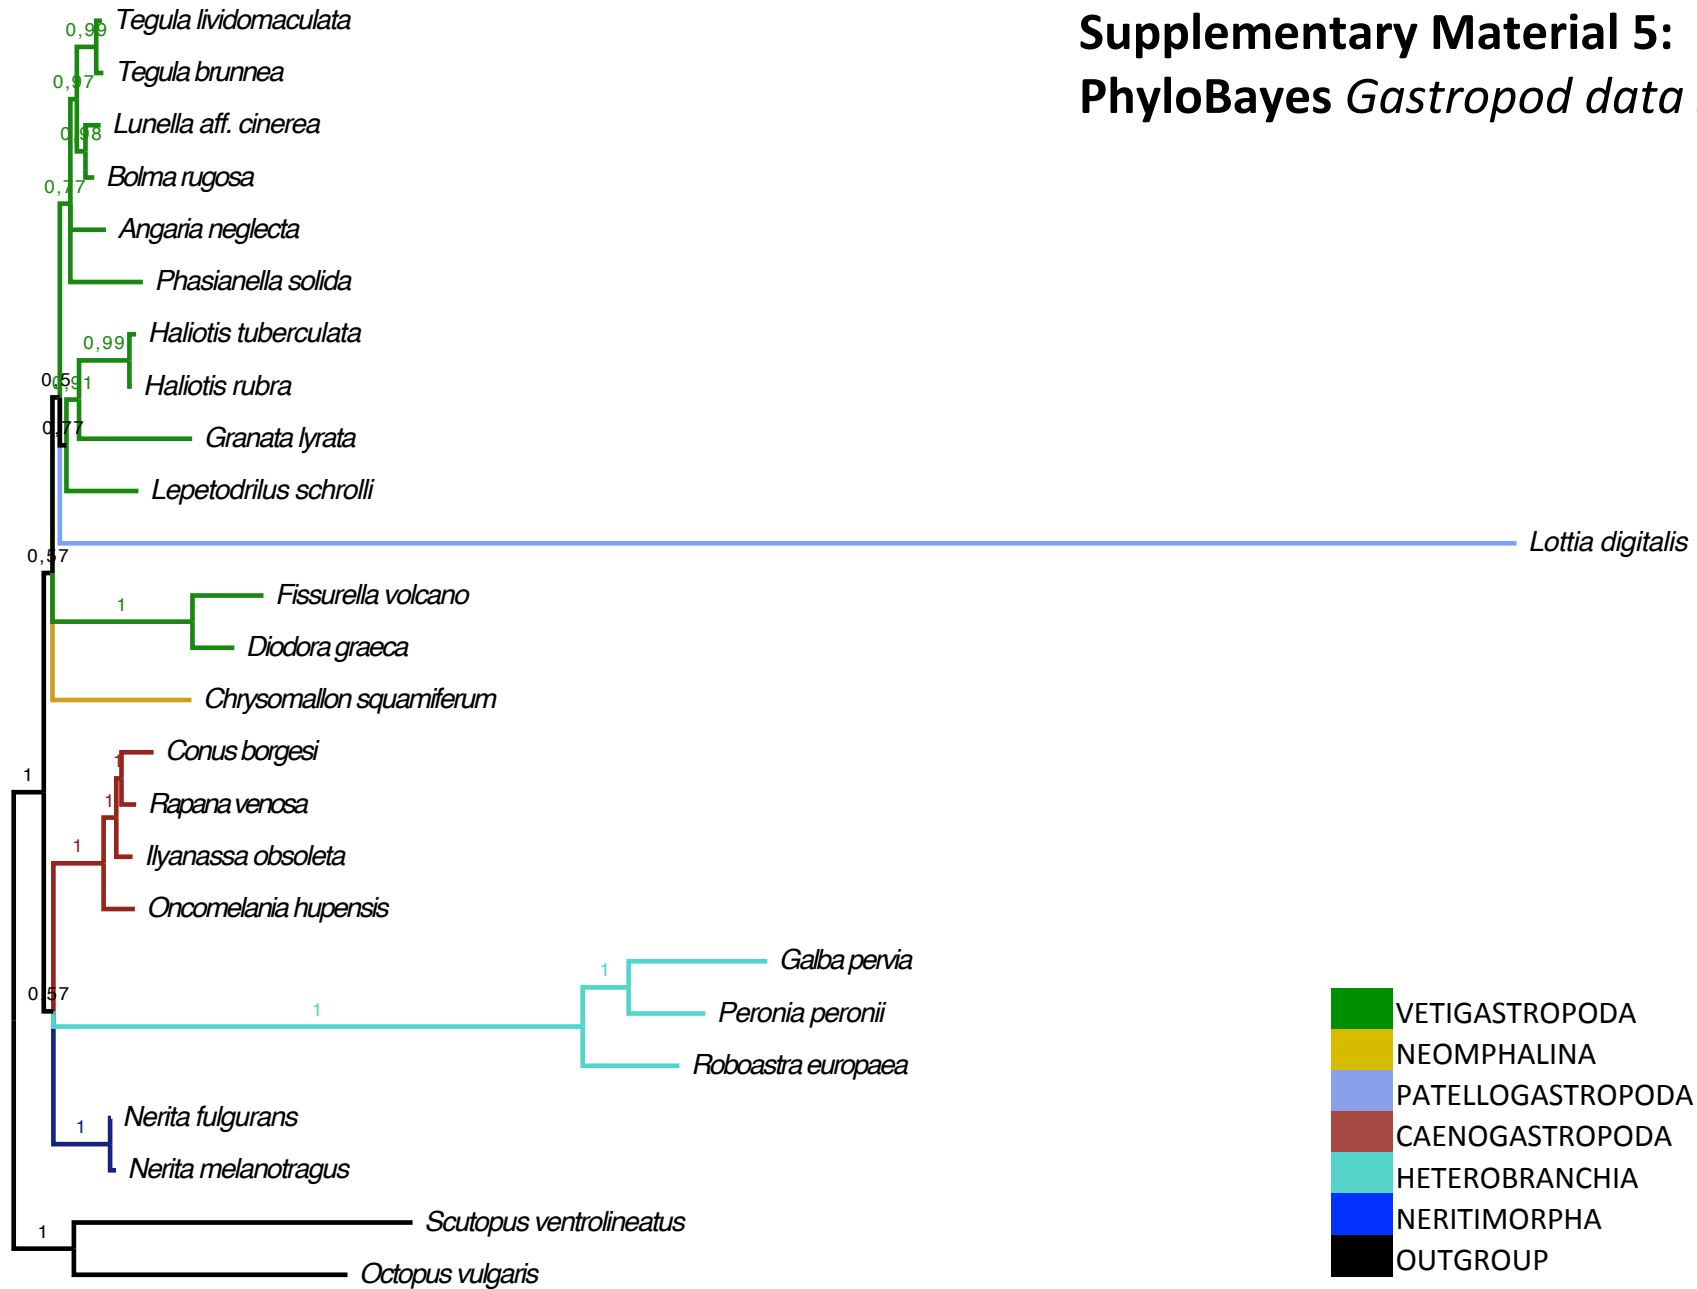 Supplementary Material 5:
PhyloBayes Gastropod data
Tegula lividomaculata
0,99
Tegula brunnea
0,97
Lunella aff. cinerea
0,98
Bolma rugosa
0,77
Angaria neglecta
Phasianella solida
Haliotis tuberculata
0,99
Haliotis rubra
0,5
0,91
0,77
Granata lyrata
Lepetodrilus schrolli
Lottia digitalis
0,57
Fissurella volcano
1
Diodora graeca
Chrysomallon squamiferum
Conus borgesi
1
1
Rapana venosa
1
1
Ilyanassa obsoleta
Oncomelania hupensis
Galba pervia
1
0,57
1
Peronia peronii
Roboastra europaea
Nerita fulgurans
1
Nerita melanotragus
Scutopus ventrolineatus
1
Octopus vulgaris
VETIGASTROPODA
NEOMPHALINA
PATELLOGASTROPODA
CAENOGASTROPODA
HETEROBRANCHIA
NERITIMORPHA
OUTGROUP